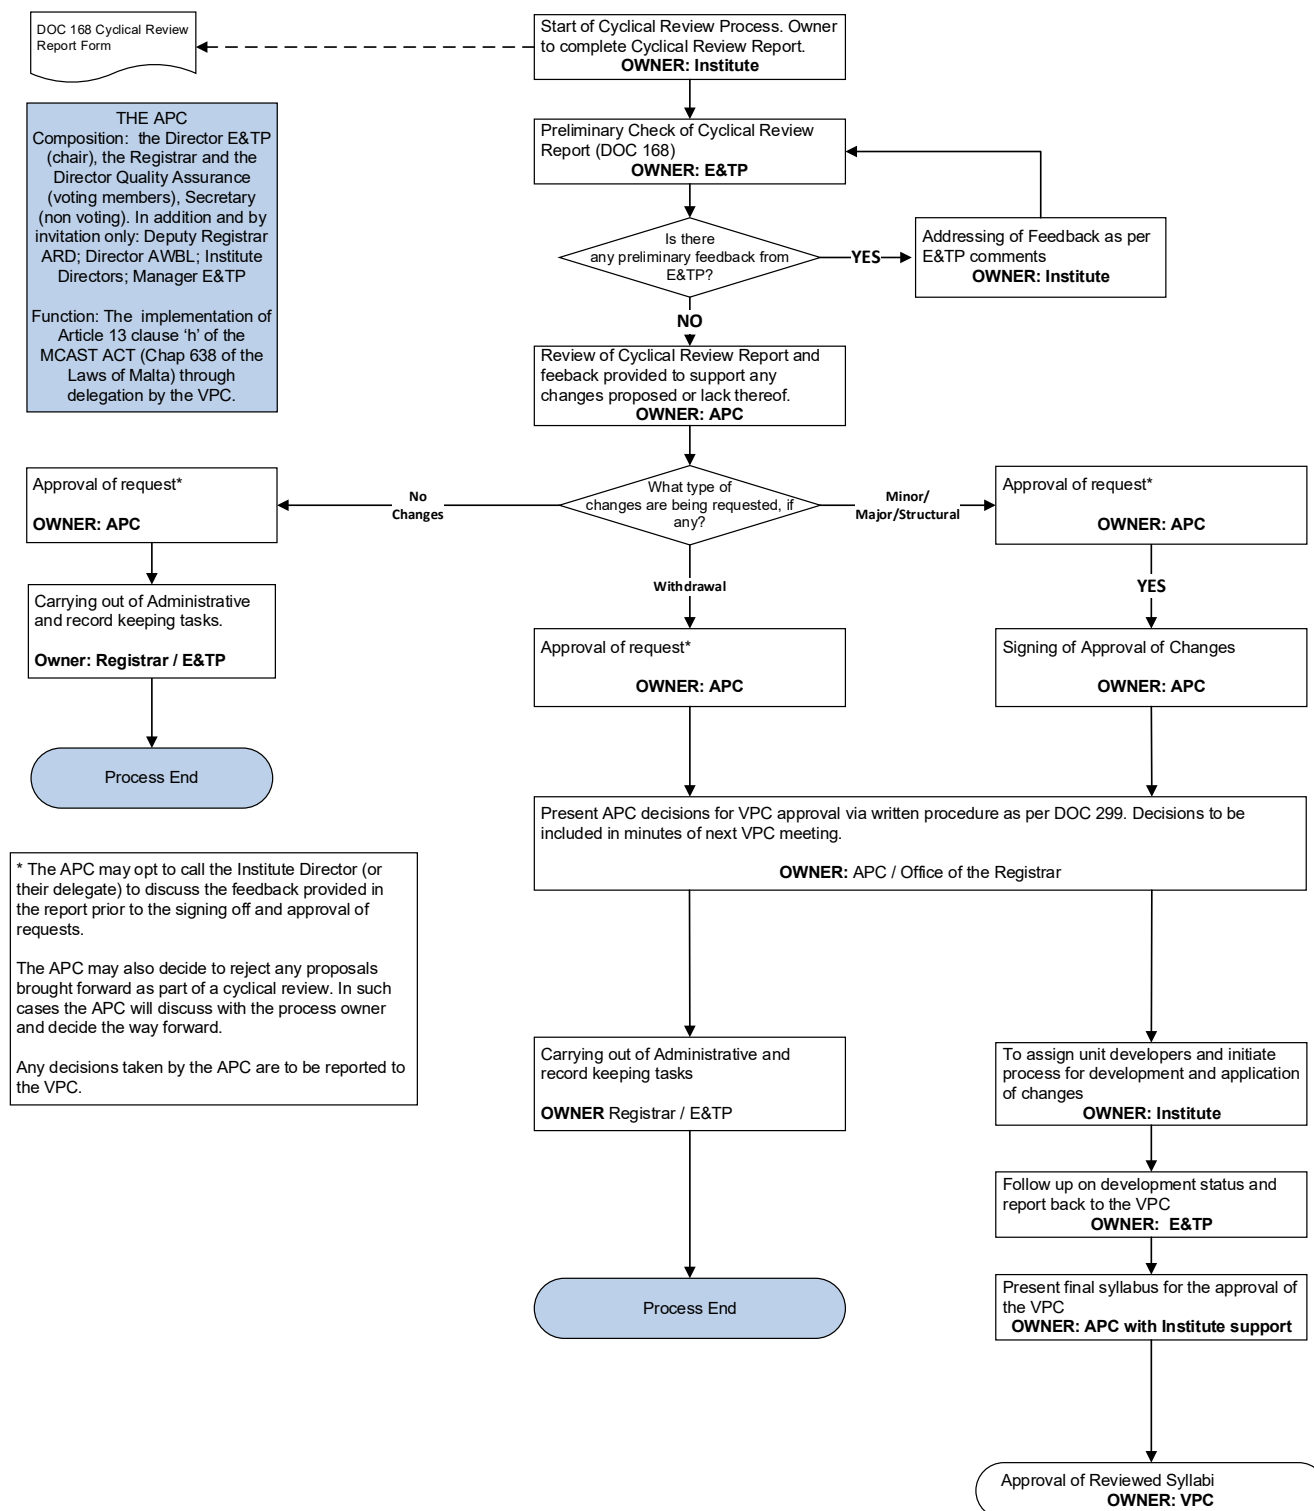 DOC 168 Cyclical Review
Report Form
Start of Cyclical Review Process. Owner
to complete Cyclical Review Report.
OWNER: Institute
THE APC
Composition: the Director E&TP
(chair), the Registrar and the
Director Quality Assurance
(voting members), Secretary
(non voting). In addition and by
invitation only: Deputy Registrar
ARD; Director AWBL; Institute
Directors; Manager E&TP
Function: The implementation of
Article 13 clause ‘h’ of the
MCAST ACT (Chap 638 of the
Laws of Malta) through
delegation by the VPC.
Preliminary Check of Cyclical Review
Report (DOC 168)
OWNER: E&TP
Is there
any preliminary feedback from
E&TP?
YES
Addressing of Feedback as per
E&TP comments
OWNER: Institute
NO
Review of Cyclical Review Report and
feeback provided to support any
changes proposed or lack thereof.
OWNER: APC
What type of
changes are being requested, if
any?
No
Changes
Minor/
Major/Structural
Withdrawal
Approval of request*
OWNER: APC
Carrying out of Administrative
and record keeping tasks.
Owner: Registrar / E&TP
Process End
Approval of request*
OWNER: APC
Approval of request*
OWNER: APC
YES
Signing of Approval of Changes
OWNER: APC
Present APC decisions for VPC approval via written procedure as per DOC 299. Decisions to be
included in minutes of next VPC meeting.
OWNER: APC / Office of the Registrar
* The APC may opt to call the Institute Director (or
their delegate) to discuss the feedback provided in
the report prior to the signing off and approval of
requests.
The APC may also decide to reject any proposals
brought forward as part of a cyclical review. In such
cases the APC will discuss with the process owner
and decide the way forward.
Any decisions taken by the APC are to be reported to
the VPC.
Carrying out of Administrative and
record keeping tasks
OWNER Registrar / E&TP
Process End
To assign unit developers and initiate
process for development and application
of changes
OWNER: Institute
Follow up on development status and
report back to the VPC
OWNER: E&TP
Present final syllabus for the approval of
the VPC
OWNER: APC with Institute support
Approval of Reviewed Syllabi
OWNER: VPC